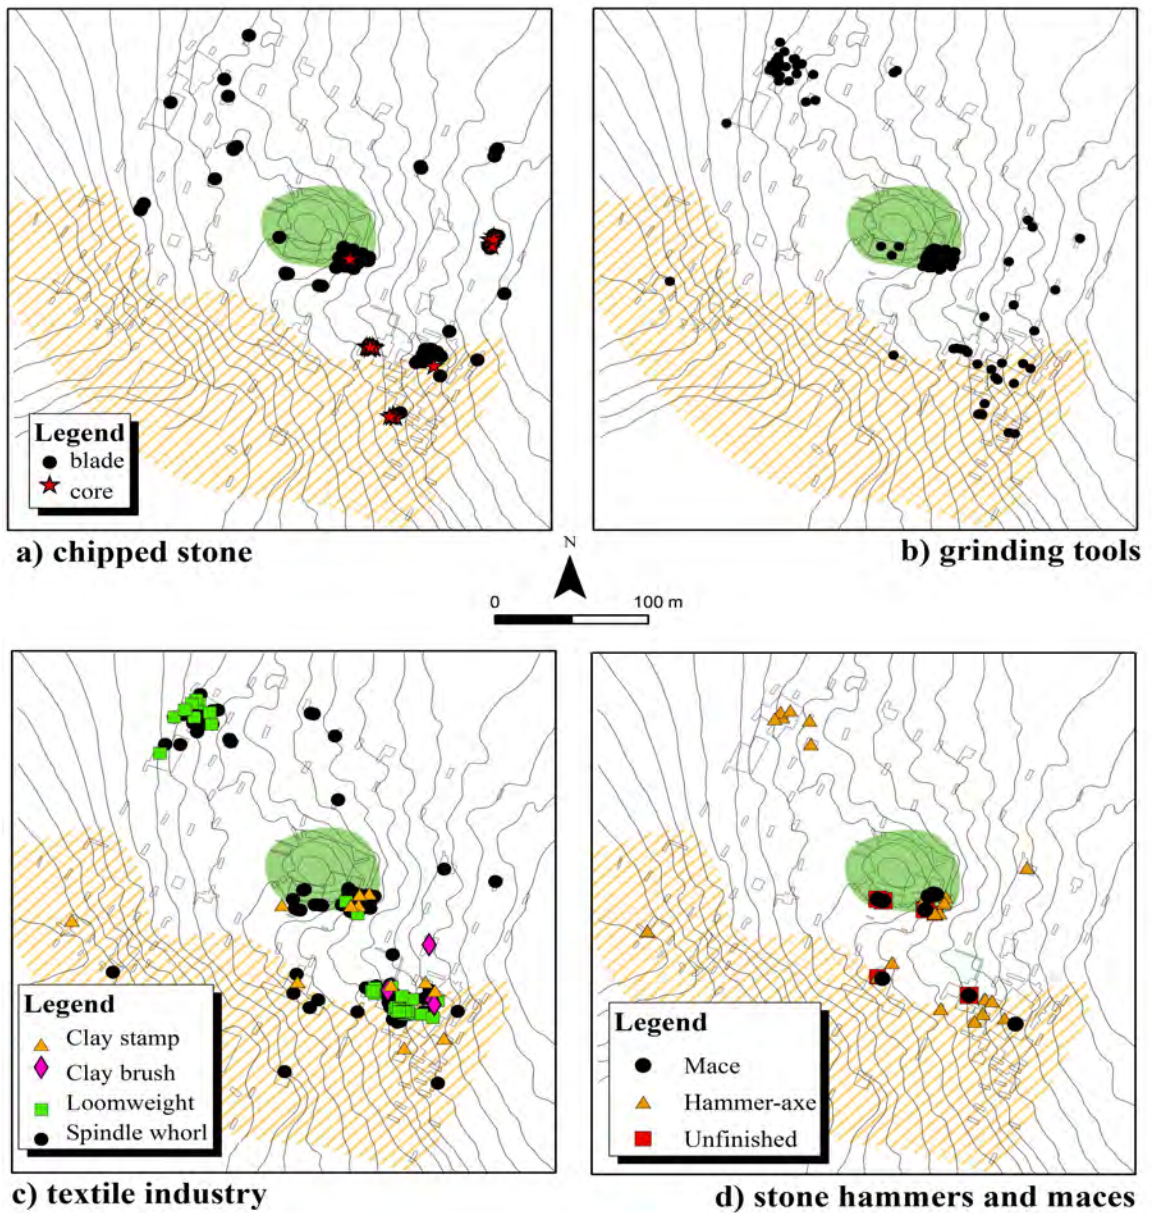 Legend
blade
core
a) chipped stone
b) grinding tools
N
0 100 m
Legend
Clay stamp
Clay brush
Loomweight
Spindle whorl
c) textile industry
Legend
Mace
Hammer-axe
Unfinished
d) stone hammers and maces